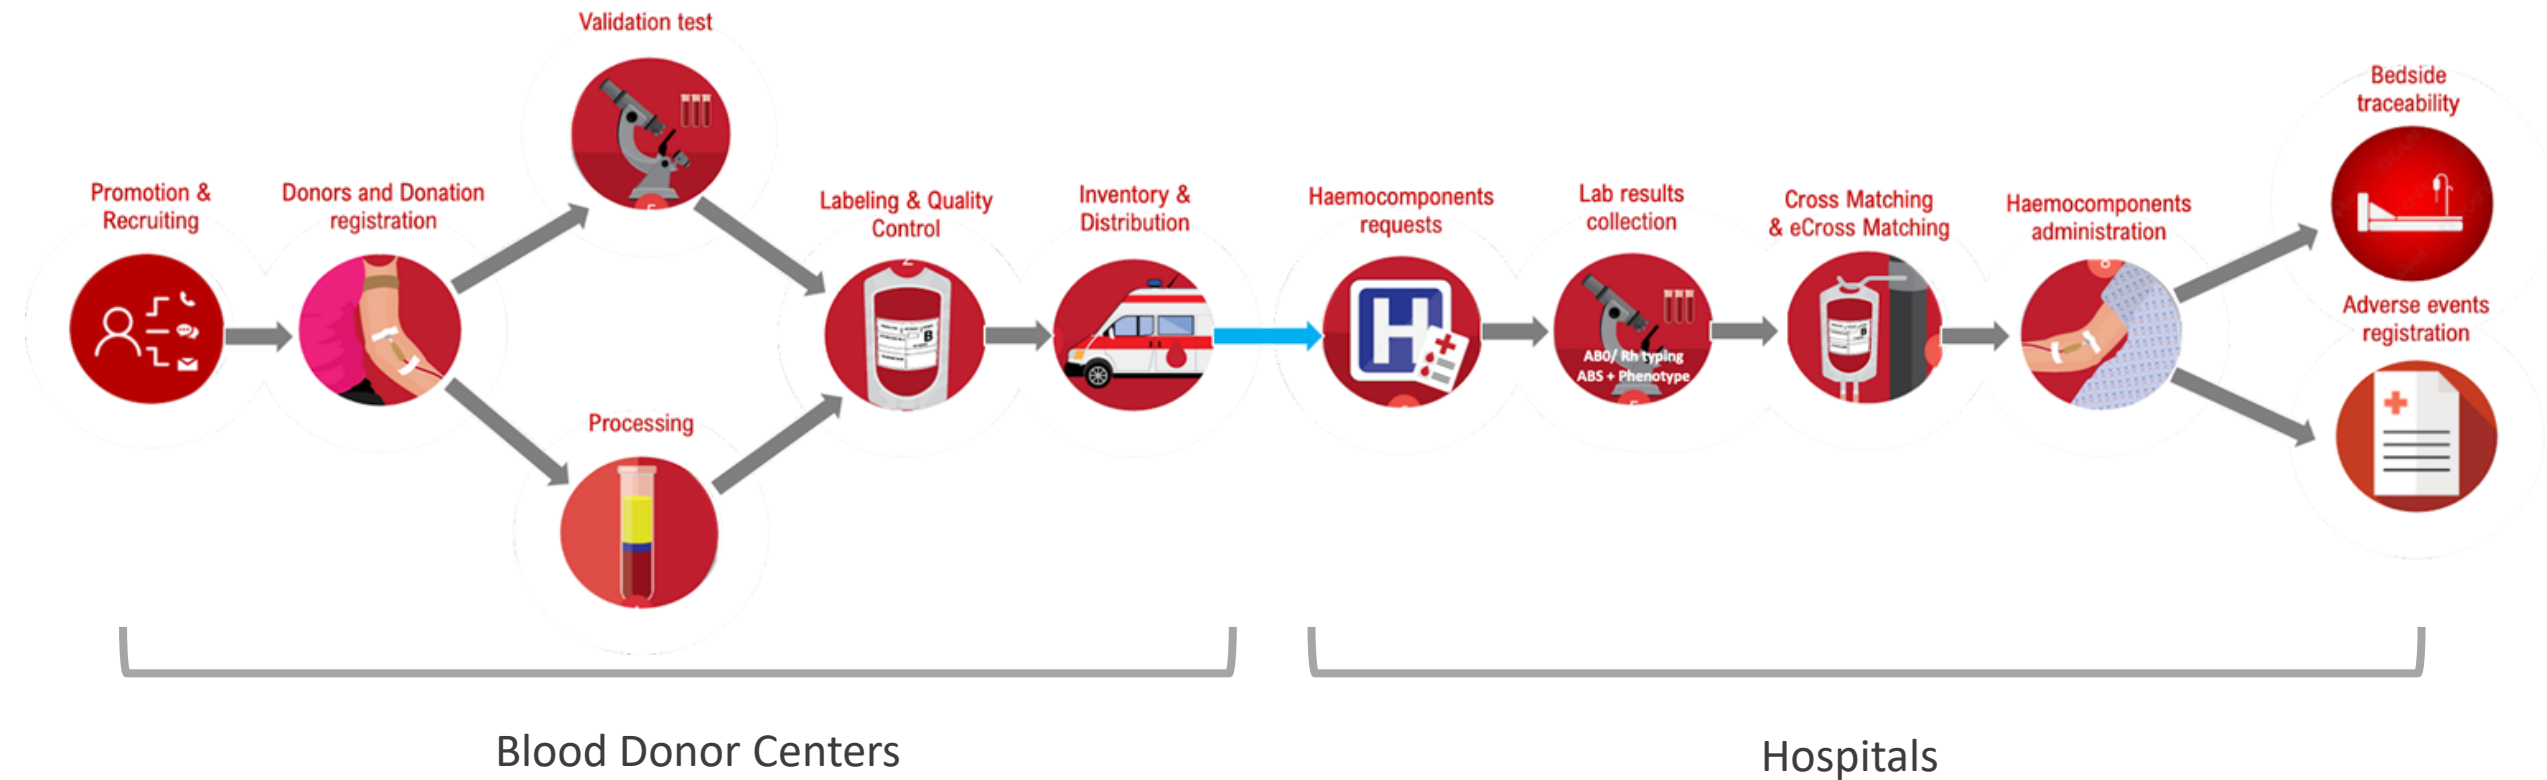 Validation test
Promotion &
Recruiting
Donors and Donation
registration
Processing
Labeling & Quality
Control
B
Inventory &
Distribution
Haemocomponents
requests
H
Lab results
collection
AB0/ Rh typing
ABS + Phenotype
Cross Matching
& eCross Matching
B
Haemocomponents
administration
Bedside
traceability
Adverse events
registration
Blood Donor Centers
Hospitals